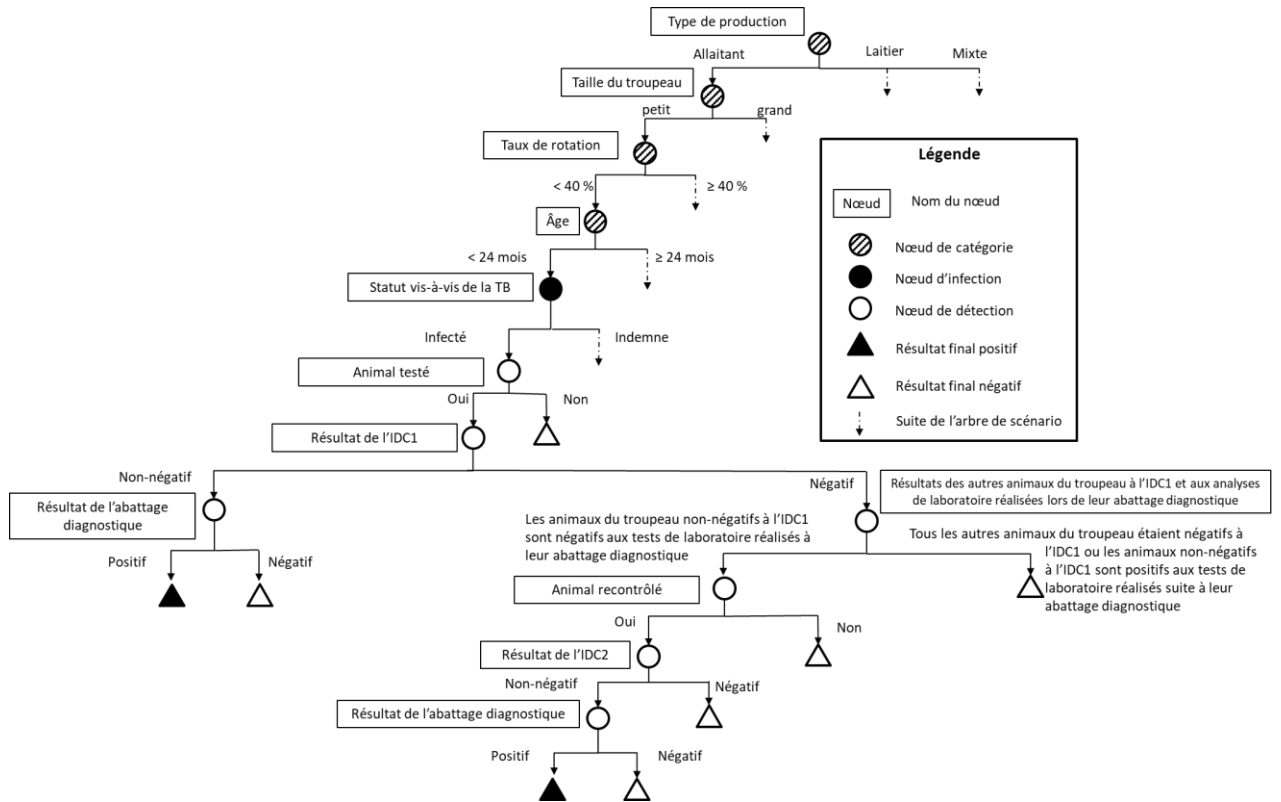 Type de production
Allaitant
Laitier
Mixte
Taille du troupeau
petit
grand
Taux de rotation
< 40 %
≥ 40 %
Âge
< 24 mois
≥ 24 mois
Statut vis-à-vis de la TB
Infecté
Indemne
Animal testé
Oui
Non
Résultat de l'IDC1
Non-négatif
Négatif
Résultat de l'abattage
diagnostique
Positif
Négatif
Résultats des autres animaux du troupeau à l'IDC1 et aux analyses
de laboratoire réalisées lors de leur abattage diagnostique
Les animaux du troupeau non-négatifs à l'IDC1
sont négatifs aux tests de laboratoire réalisés à
leur abattage diagnostique
Tous les autres animaux du troupeau étaient négatifs à
l'IDC1 ou les animaux non-négatifs
à l'IDC1 sont positifs aux tests de
laboratoire réalisés suite à leur
abattage diagnostique
Animal recontrôlé
Oui
Non
Résultat de l'IDC2
Non-négatif
Négatif
Résultat de l'abattage diagnostique
Positif
Négatif
Légende
Nœud
Nom du nœud
Nœud de catégorie
Nœud d'infection
Nœud de détection
Résultat final positif
Résultat final négatif
Suite de l'arbre de scénario